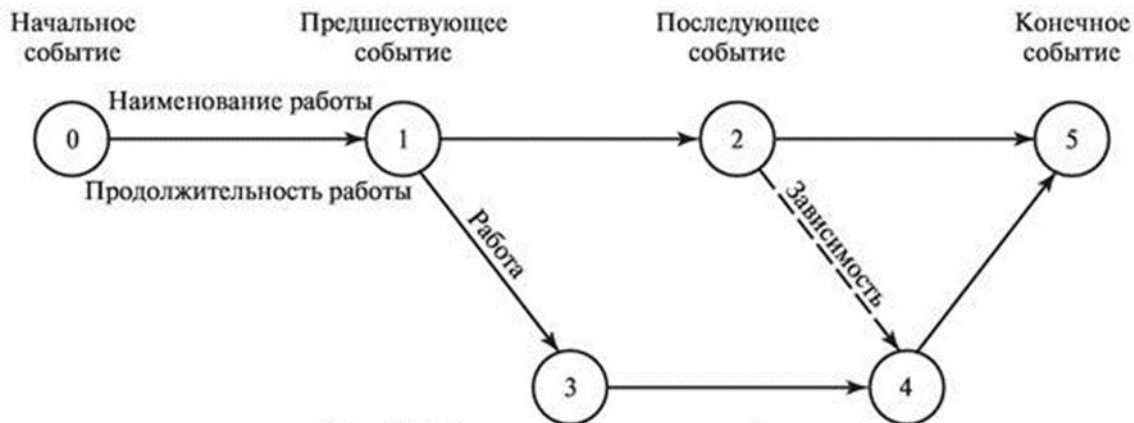 Начальное
событие
Предшествующее
событие
Последующее
событие
Конечное
событие
Наименование работы
0
1
2
5
Продолжительность работы
Работа
Зависимость
3
4